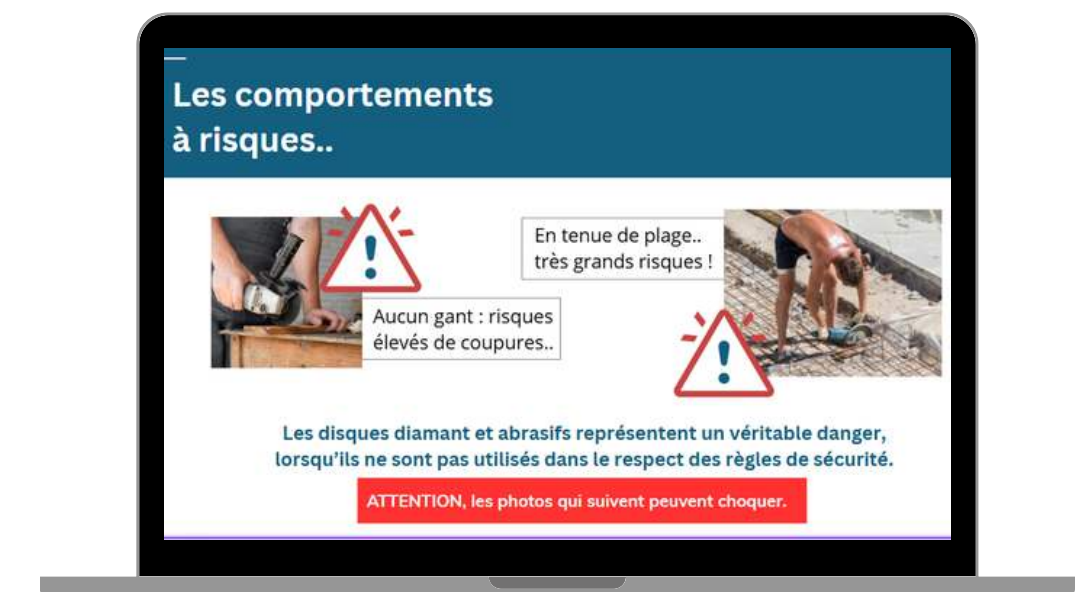 Les comportements
à risques..
En tenue de plage..
très grands risques !
Aucun gant : risques
élevés de coupures..
Les disques diamant et abrasifs représentent un véritable danger,
lorsqu'ils ne sont pas utilisés dans le respect des règles de sécurité.
ATTENTION, les photos qui suivent peuvent choquer.